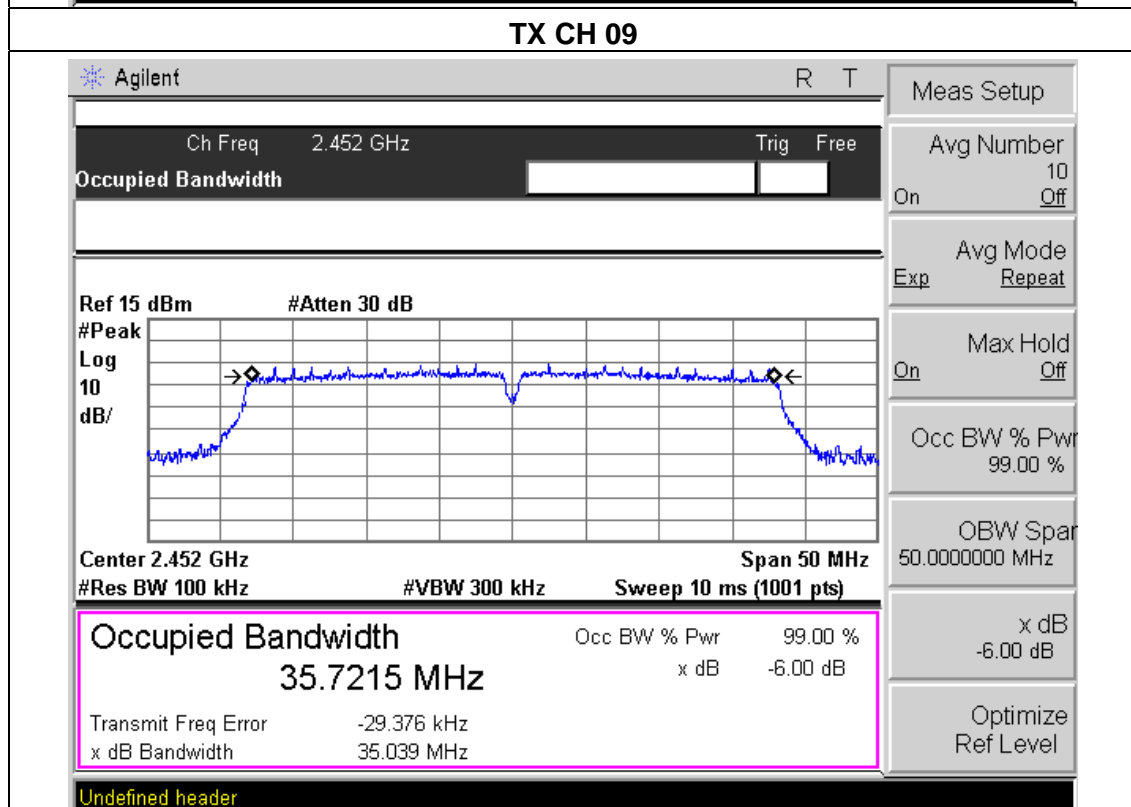 TX CH 09
Agilent R T
Meas Setup
Ch Freq 2.452 GHz Trig Free
Occupied Bandwidth
Avg Number
10
On Off
Avg Mode
Exp Repeat
Ref 15 dBm #Atten 30 dB
#Peak
Log
10
dB/
Max Hold
On Off
Occ BW % Pwr
99.00 %
OBW Span
50.0000000 MHz
Center 2.452 GHz Span 50 MHz
#Res BW 100 kHz #VBW 300 kHz Sweep 10 ms (1001 pts)
Occupied Bandwidth Occ BW % Pwr 99.00 %
35.7215 MHz x dB -6.00 dB
Transmit Freq Error -29.376 kHz
x dB Bandwidth 35.039 MHz
x dB
-6.00 dB
Optimize
Ref Level
Undefined header